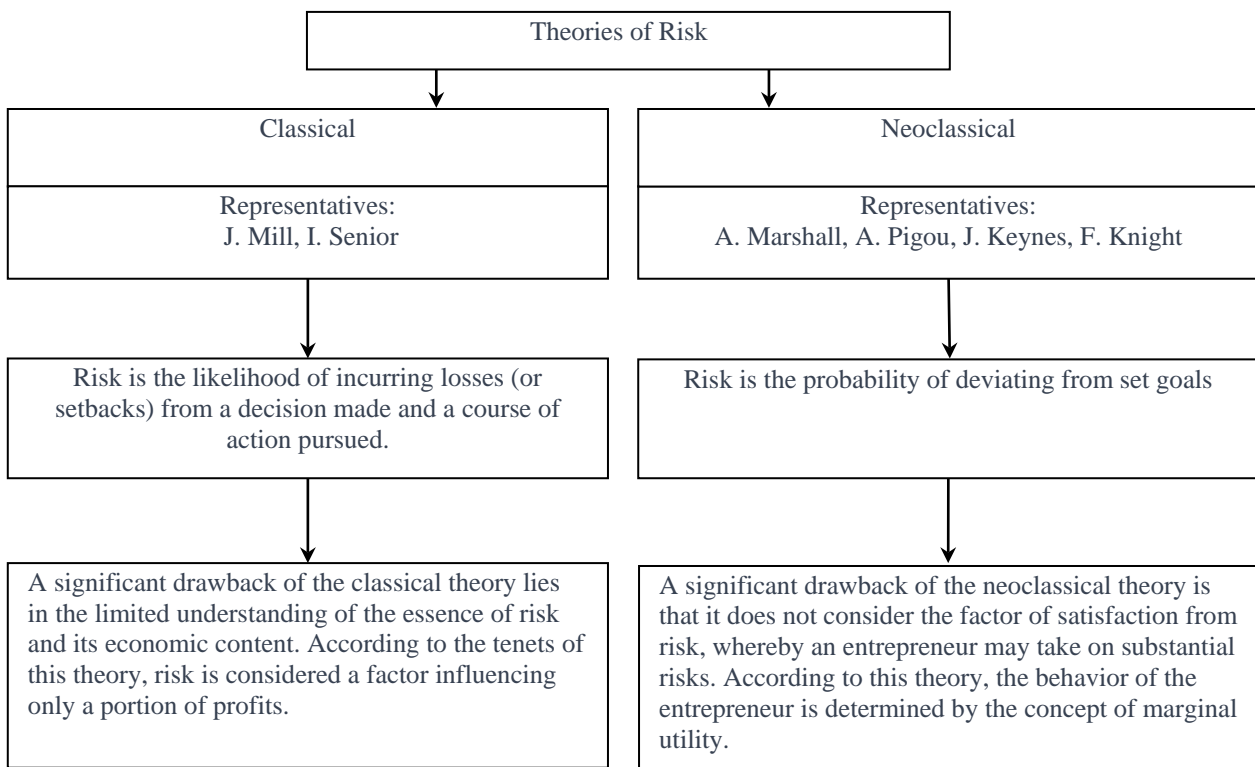 Theories of Risk
Classical
Representatives:
J. Mill, I. Senior
Risk is the likelihood of incurring losses (or
setbacks) from a decision made and a course of
action pursued.
A significant drawback of the classical theory lies
in the limited understanding of the essence of risk
and its economic content. According to the tenets of
this theory, risk is considered a factor influencing
only a portion of profits.
Neoclassical
Representatives:
A. Marshall, A. Pigou, J. Keynes, F. Knight
Risk is the probability of deviating from set goals
A significant drawback of the neoclassical theory is
that it does not consider the factor of satisfaction from
risk, whereby an entrepreneur may take on substantial
risks. According to this theory, the behavior of the
entrepreneur is determined by the concept of marginal
utility.